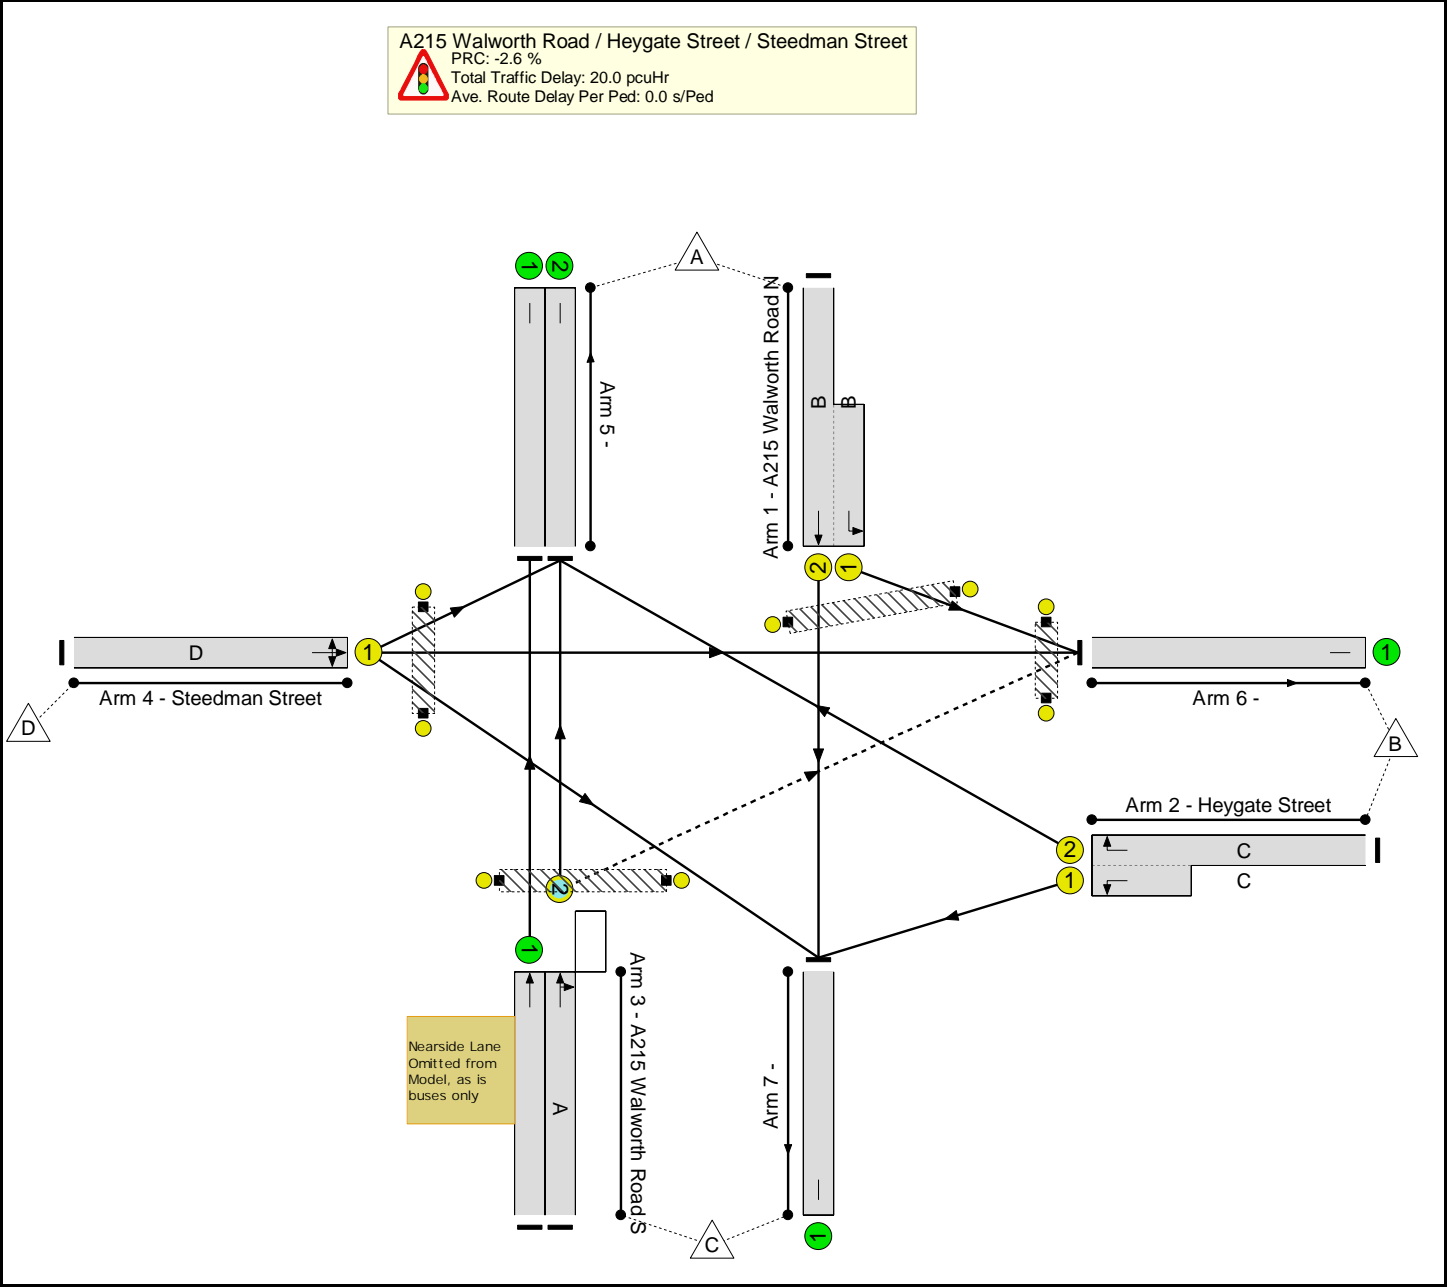 A215 Walworth Road / Heygate Street / Steedman Street
PRC: -2.6 %
Total Traffic Delay: 20.0 pcuHr
Ave. Route Delay Per Ped: 0.0 s/Ped
A
1
2
Arm 5 -
Arm 1 - A215 Walworth Road N
B
B
2
1
D
1
Arm 4 - Steedman Street
D
1
Arm 6 -
B
Arm 2 - Heygate Street
2
C
1
C
2
1
Arm 3 - A215 Walworth Road S
A
Nearside Lane
Omitted from
Model, as is
buses only
Arm 7 -
1
C